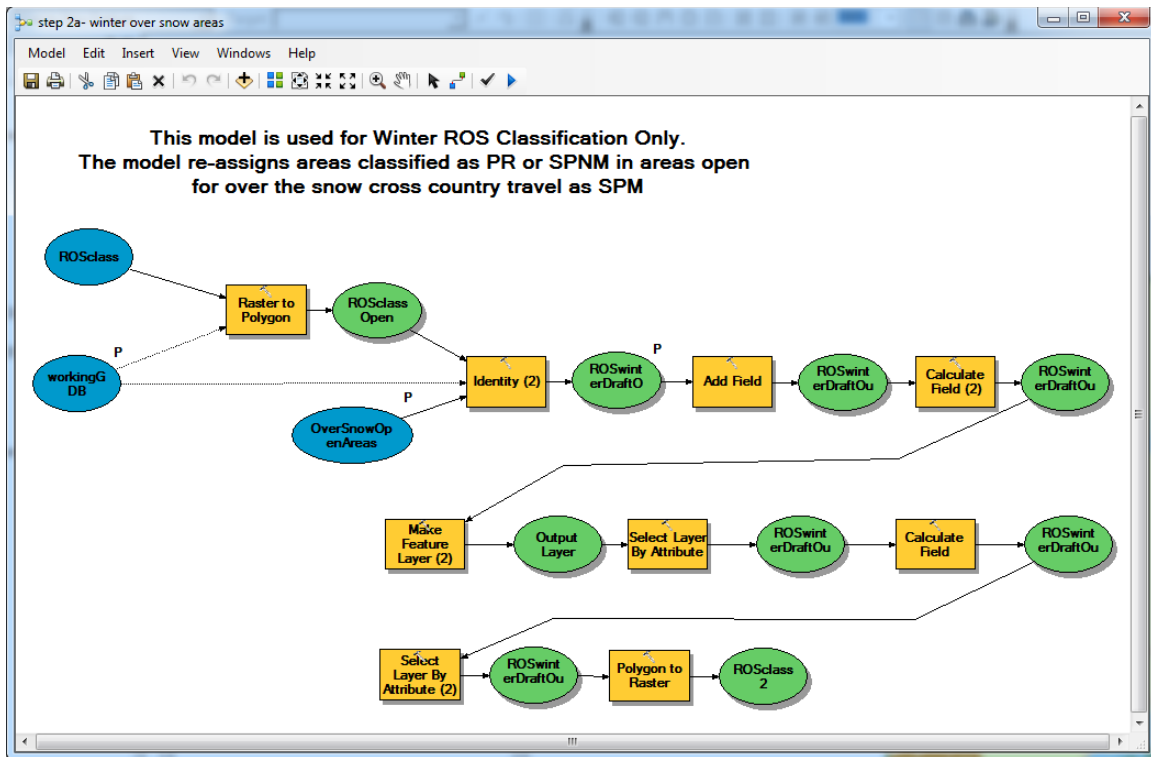 step 2a- winter over snow areas
Model Edit Insert View Windows Help
This model is used for Winter ROS Classification Only.
The model re-assigns areas classified as PR or SPNM in areas open
for over the snow cross country travel as SPM
ROSclass
Raster to
Polygon
ROSclass
Open
P
workingG
DB
P
OverSnowOp
enAreas
Identity (2)
ROSwint
erDraftO
P
Add Field
ROSwint
erDraftOu
Calculate
Field (2)
ROSwint
erDraftOu
Make
Feature
Layer (2)
Output
Layer
Select Layer
By Attribute
ROSwint
erDraftOu
Calculate
Field
ROSwint
erDraftOu
Select
Layer By
Attribute (2)
ROSwint
erDraftOu
Polygon to
Raster
ROSclass
2